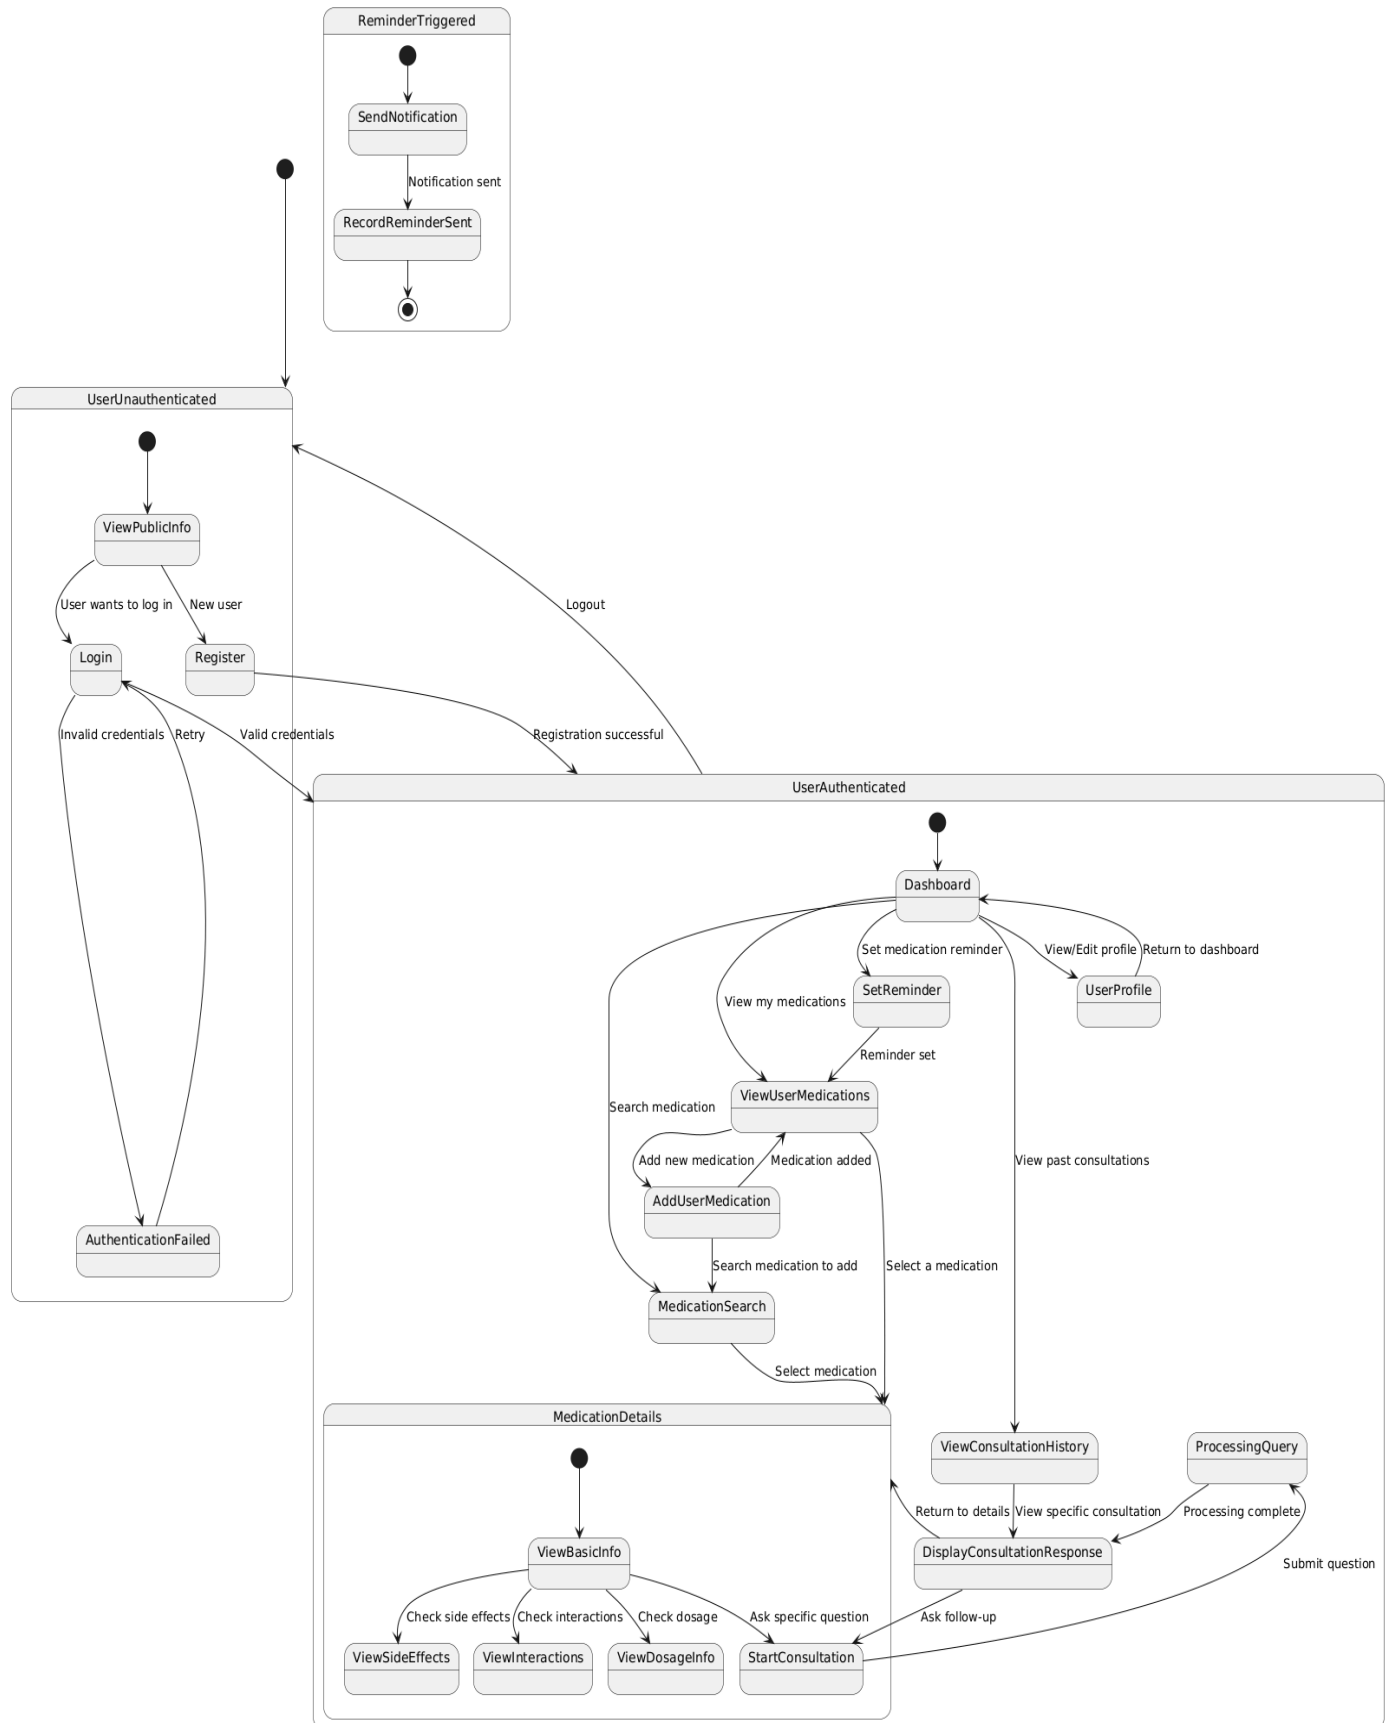 ReminderTriggered
SendNotification
Notification sent
RecordReminderSent
UserUnauthenticated
ViewPublicInfo
User wants to log in
New user
Logout
Login
Register
Invalid credentials
Retry
Valid credentials
Registration successful
AuthenticationFailed
UserAuthenticated
Dashboard
Set medication reminder
View/Edit profile
Return to dashboard
View my medications
SetReminder
UserProfile
Reminder set
ViewUserMedications
Search medication
Add new medication
Medication added
View past consultations
AddUserMedication
Search medication to add
Select a medication
MedicationSearch
Select medication
MedicationDetails
ViewConsultationHistory
ProcessingQuery
Return to details
View specific consultation
Processing complete
ViewBasicInfo
DisplayConsultationResponse
Submit question
Check side effects
Check interactions
Check dosage
Ask specific question
Ask follow-up
ViewSideEffects
ViewInteractions
ViewDosageInfo
StartConsultation